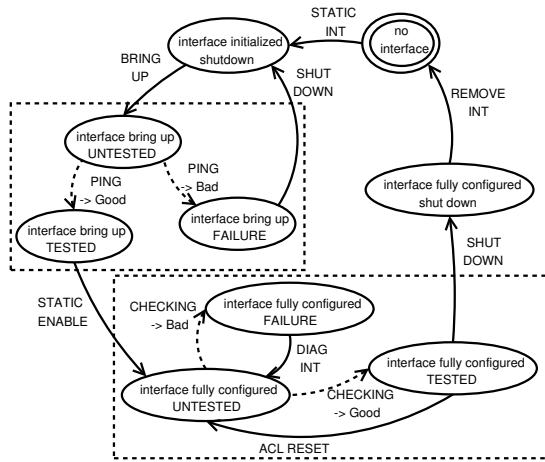 STATIC
INT
no
interface
interface initialized
shutdown
BRING
UP
SHUT
DOWN
REMOVE
INT
interface bring up
UNTESTED
PING
-> Good
PING
-> Bad
interface fully configured
shut down
interface bring up
TESTED
interface bring up
FAILURE
SHUT
DOWN
STATIC
ENABLE
CHECKING
-> Bad
interface fully configured
FAILURE
DIAG
INT
interface fully configured
TESTED
interface fully configured
UNTESTED
CHECKING
-> Good
ACL RESET